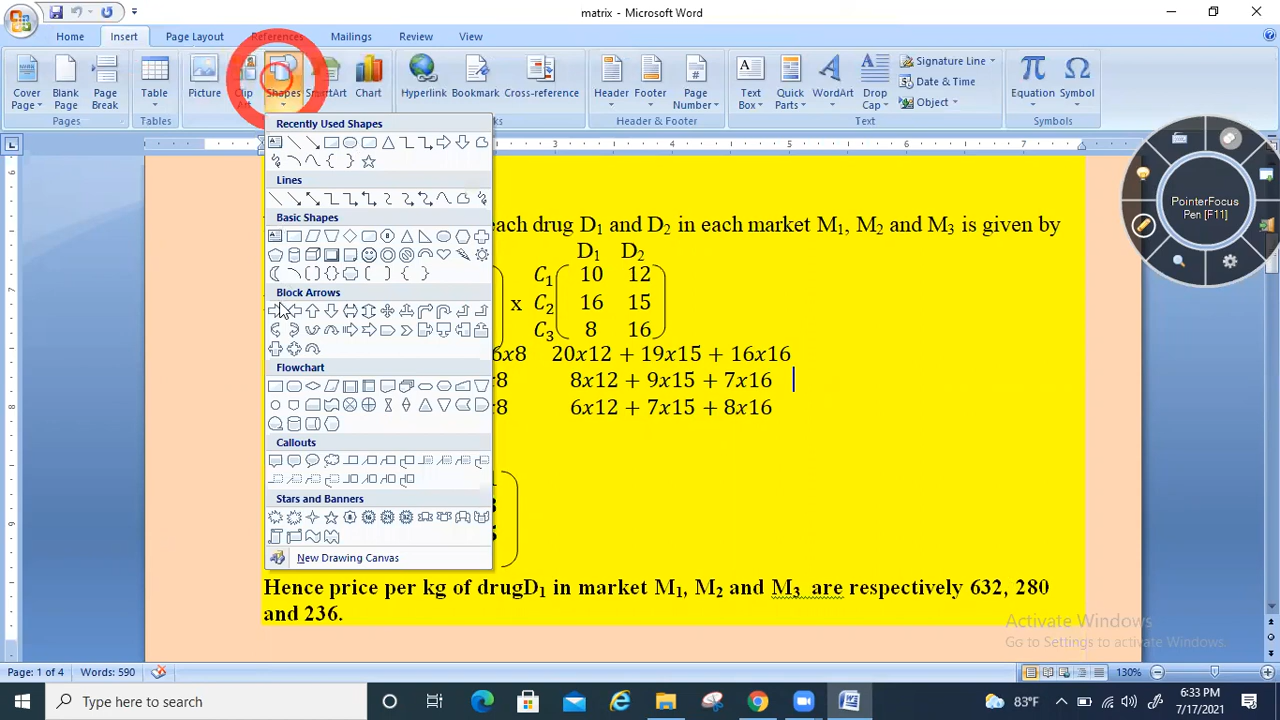 matrix - Microsoft Word
Home Insert Page Layout References Mailings Review View
Cover Page Blank Page Page Break Table Picture Clip Art Shapes SmartArt Chart Hyperlink Bookmark Cross-reference Header Footer Page Number Text Box Quick Parts WordArt Drop Cap Signature Line Date & Time Object Equation Symbol
Pages Tables Header & Footer Text Symbols
Recently Used Shapes
Lines
Basic Shapes
Block Arrows
Flowchart
Callouts
Stars and Banners
New Drawing Canvas
3 4 5 6 7
PointerFocus
Pen [F11]
each drug D₁ and D₂ in each market M₁, M₂ and M₃ is given by
D₁ D₂
C₁ 10 12
x C₂ 16 15
C₃ 8 16
6x8 20x12 + 19x15 + 16x16
x8 8x12 + 9x15 + 7x16
x8 6x12 + 7x15 + 8x16
Hence price per kg of drugD₁ in market M₁, M₂ and M₃ are respectively 632, 280
and 236.
Activate Windows
Go to Settings to activate Windows.
Page: 1 of 4 Words: 590 130%
Type here to search 83°F 6:33 PM
7/17/2021